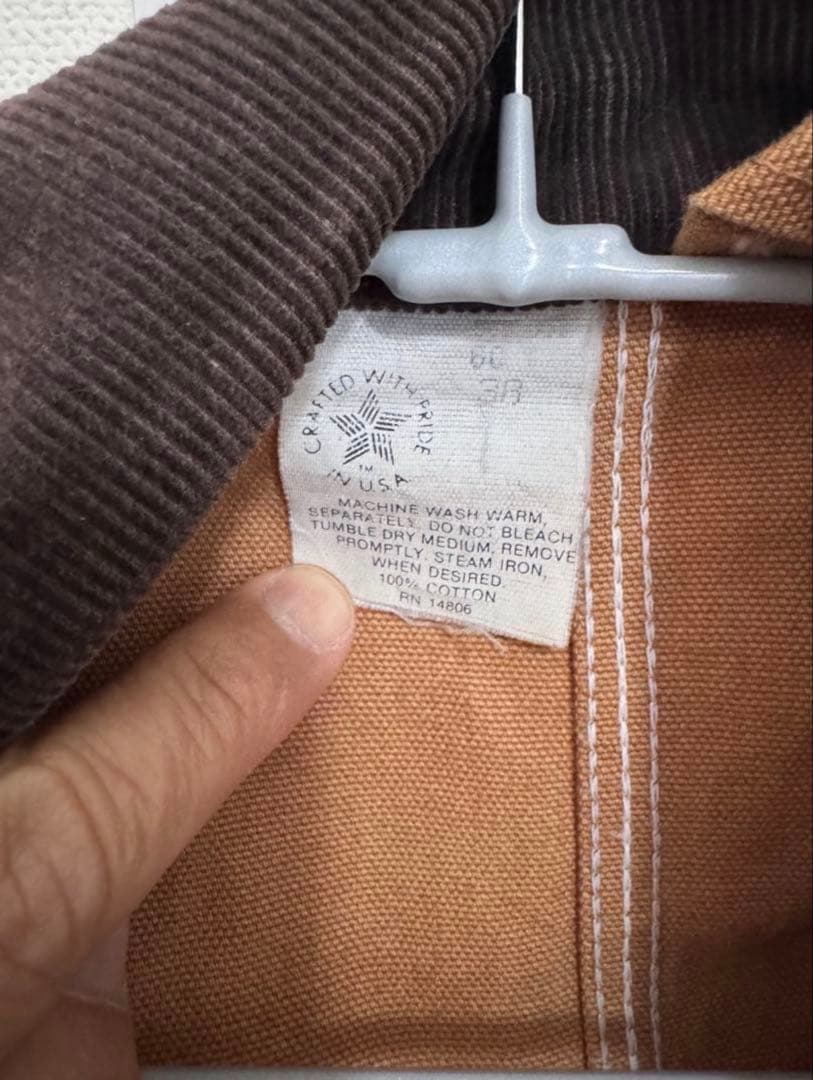 CRAFTED WITH PRIDE
TM
IN U.S.A
MACHINE WASH WARM,
SEPARATELY. DO NOT BLEACH
TUMBLE DRY MEDIUM, REMOVE
PROMPTLY. STEAM IRON,
WHEN DESIRED.
100% COTTON
RN 14806